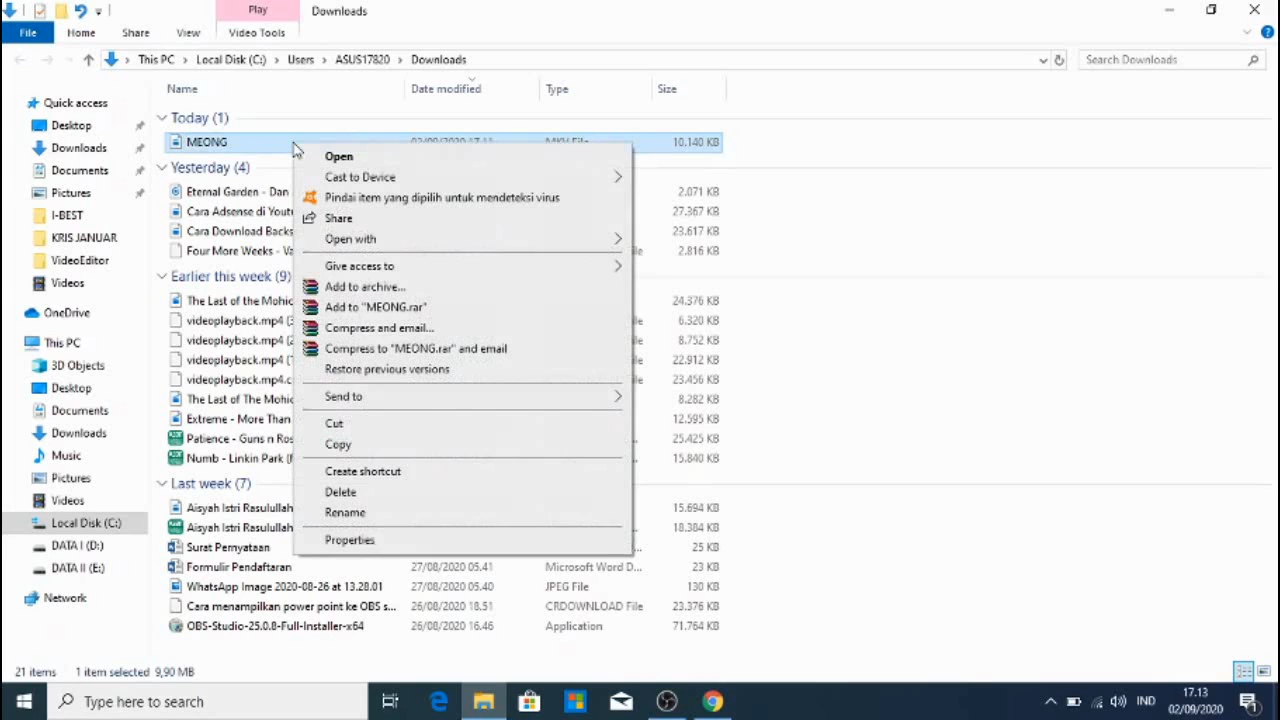 Play
Downloads
File
Home
Share
View
Video Tools
This PC
Local Disk (C:)
Users
ASUS17820
Downloads
Search Downloads
Name
Date modified
Type
Size
Quick access
Desktop
Downloads
Documents
Pictures
I-BEST
KRIS JANUAR
VideoEditor
Videos
OneDrive
This PC
3D Objects
Desktop
Documents
Downloads
Music
Pictures
Videos
Local Disk (C:)
DATA I (D:)
DATA II (E:)
Network
Today (1)
MEONG 02/09/2020 17.11 MKV File 10.140 KB
Yesterday (4)
Eternal Garden - Dan 2.071 KB
Cara Adsense di Yout 27.367 KB
Cara Download Backs 23.617 KB
Four More Weeks - Va 2.816 KB
Earlier this week (9)
The Last of the Mohic 24.376 KB
videoplayback.mp4 6.320 KB
videoplayback.mp4 (2 8.752 KB
videoplayback.mp4 22.912 KB
videoplayback.mp4.c 23.456 KB
The Last of The Mohic 8.282 KB
Extreme - More Than 12.595 KB
Patience - Guns n Ros 25.425 KB
Numb - Linkin Park 15.840 KB
Last week (7)
Aisyah Istri Rasulullah 15.694 KB
Aisyah Istri Rasulullah 18.384 KB
Surat Pernyataan 25 KB
Formulir Pendaftaran 27/08/2020 05.41 Microsoft Word D... 23 KB
WhatsApp Image 2020-08-26 at 13.28.01 27/08/2020 05.40 JPEG File 130 KB
Cara menampilkan power point ke OBS s... 26/08/2020 18.51 CRDOWNLOAD File 23.376 KB
OBS-Studio-25.0.8-Full-Installer-x64 26/08/2020 16.46 Application 71.764 KB
Open
Cast to Device
Pindai item yang dipilih untuk mendeteksi virus
Share
Open with
Give access to
Add to archive...
Add to "MEONG.rar"
Compress and email...
Compress to "MEONG.rar" and email
Restore previous versions
Send to
Cut
Copy
Create shortcut
Delete
Rename
Properties
21 items
1 item selected 9,90 MB
Type here to search
IND
17.13
02/09/2020